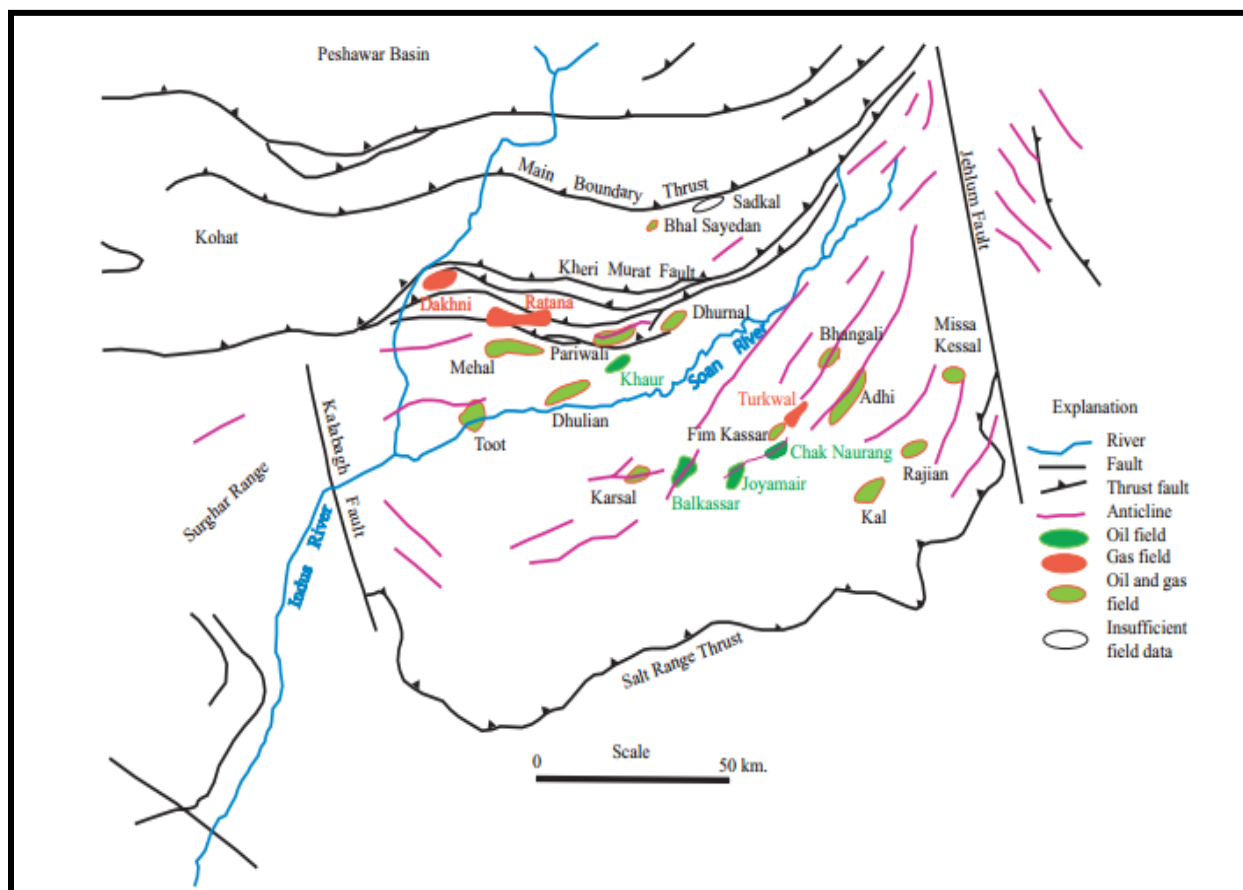 Peshawar Basin
Main Boundary Thrust
Sadkal
Bhal Sayedan
Jehlum Fault
Kohat
Kheri Murat Fault
Dakhni
Ratana
Dhurnal
Pariwali
Mehal
Khaur
Soan River
Bhangali
Missa
Kessal
Dhulian
Turkwal
Adhi
Toot
Fim Kassar
Chak Naurang
Kalabagh Fault
Karsal
Balkassar
Joyamair
Rajian
Kal
Surghar Range
Indus River
Salt Range Thrust
Scale
0
50 km.
Explanation
River
Fault
Thrust fault
Anticline
Oil field
Gas field
Oil and gas
field
Insufficient
field data